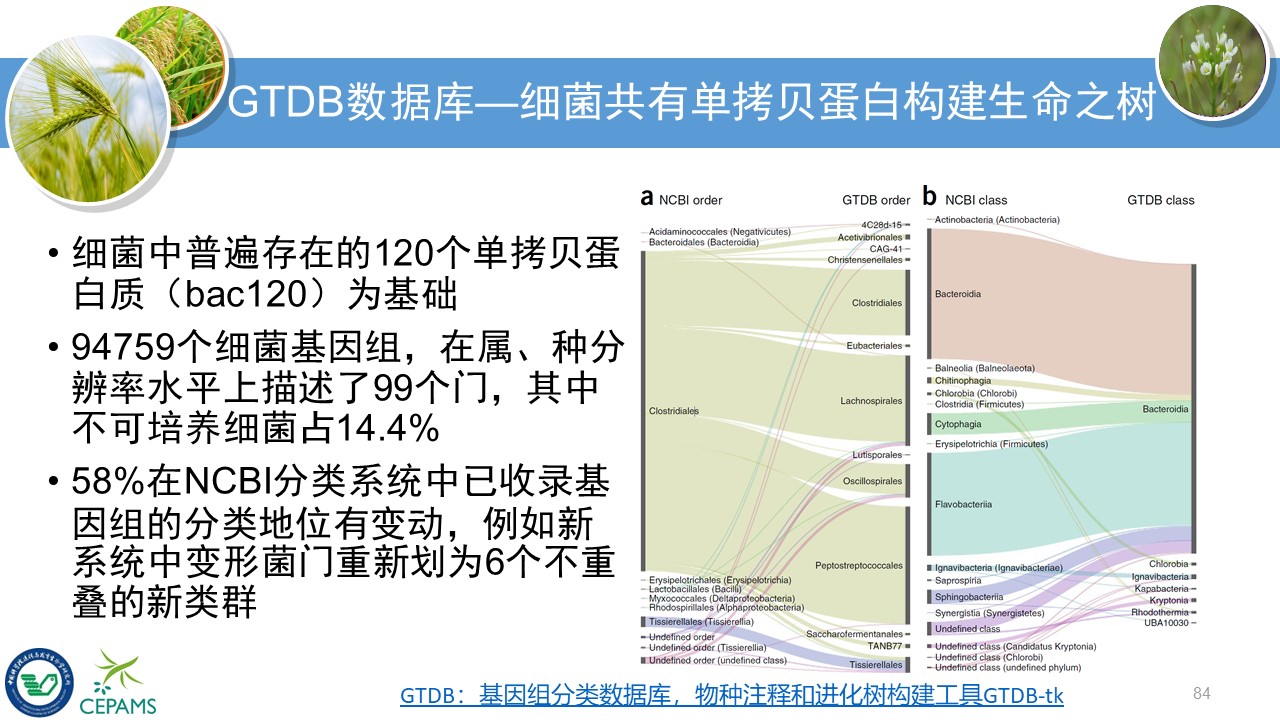 GTDB数据库—细菌共有单拷贝蛋白构建生命之树
• 细菌中普遍存在的120个单拷贝蛋
白质（bac120）为基础
• 94759个细菌基因组，在属、种分
辨率水平上描述了99个门，其中
不可培养细菌占14.4%
• 58%在NCBI分类系统中已收录基
因组的分类地位有变动，例如新
系统中变形菌门重新划为6个不重
叠的新类群
a NCBI order GTDB order
Acidaminococcales (Negativicutes)
Bacteroidales (Bacteroidia)
Clostridiales
Erysipelotrichales (Erysipelotrichia)
Lactobacillales (Bacilli)
Myxococcales (Deltaproteobacteria)
Rhodospirillales (Alphaproteobacteria)
Tissierellales (Tissierellia)
Undefined order
Undefined order (Tissierellia)
Undefined order (undefined class)
4C28d-15
Acetivibrionales
CAG-41
Christensenellales
Clostridiales
Eubacteriales
Lachnospirales
Lutisporales
Oscillospirales
Peptostreptococcales
Saccharofermentanales
TANB77
Tissierellales
b NCBI class GTDB class
Actinobacteria (Actinobacteria)
Bacteroidia
Balneolia (Balneolaeota)
Chitinophagia
Chlorobia (Chlorobi)
Clostridia (Firmicutes)
Cytophagia
Erysipelotrichia (Firmicutes)
Flavobacteriia
Ignavibacteria (Ignavibacteriae)
Saprospiria
Sphingobacteriia
Synergistia (Synergistetes)
Undefined class
Undefined class (Candidatus Kryptonia)
Undefined class (Chlorobi)
Undefined class (undefined phylum)
Bacteroidia
Chlorobia
Ignavibacteria
Kapabacteria
Kryptonia
Rhodothermia
UBA10030
CEPAMS
GTDB：基因组分类数据库，物种注释和进化树构建工具GTDB-tk
84